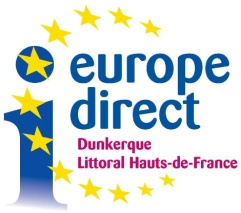 europe
direct
Dunkerque
Littoral Hauts-de-France